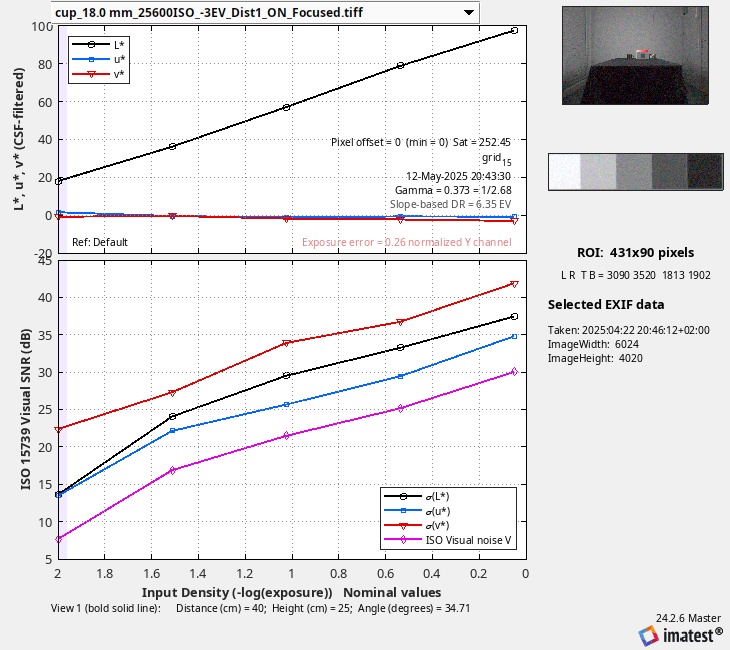 cup_18.0 mm_25600ISO_-3EV_Dist1_ON_Focused.tiff
L*, u*, v* (CSF-filtered)
100
80
60
40
20
0
-20
L*
u*
v*
Pixel offset = 0 (min = 0) Sat = 252.45
grid15
12-May-2025 20:43:30
Gamma = 0.373 = 1/2.68
Slope-based DR = 6.35 EV
Ref: Default
Exposure error = 0.26 normalized Y channel
ISO 15739 Visual SNR (dB)
45
40
35
30
25
20
15
10
5
σ(L*)
σ(u*)
σ(v*)
ISO Visual noise V
2 1.8 1.6 1.4 1.2 1 0.8 0.6 0.4 0.2 0
Input Density (-log(exposure)) Nominal values
View 1 (bold solid line): Distance (cm) = 40; Height (cm) = 25; Angle (degrees) = 34.71
ROI: 431x90 pixels
L R T B = 3090 3520 1813 1902
Selected EXIF data
Taken: 2025:04:22 20:46:12+02:00
ImageWidth: 6024
ImageHeight: 4020
24.2.6 Master
imatest®